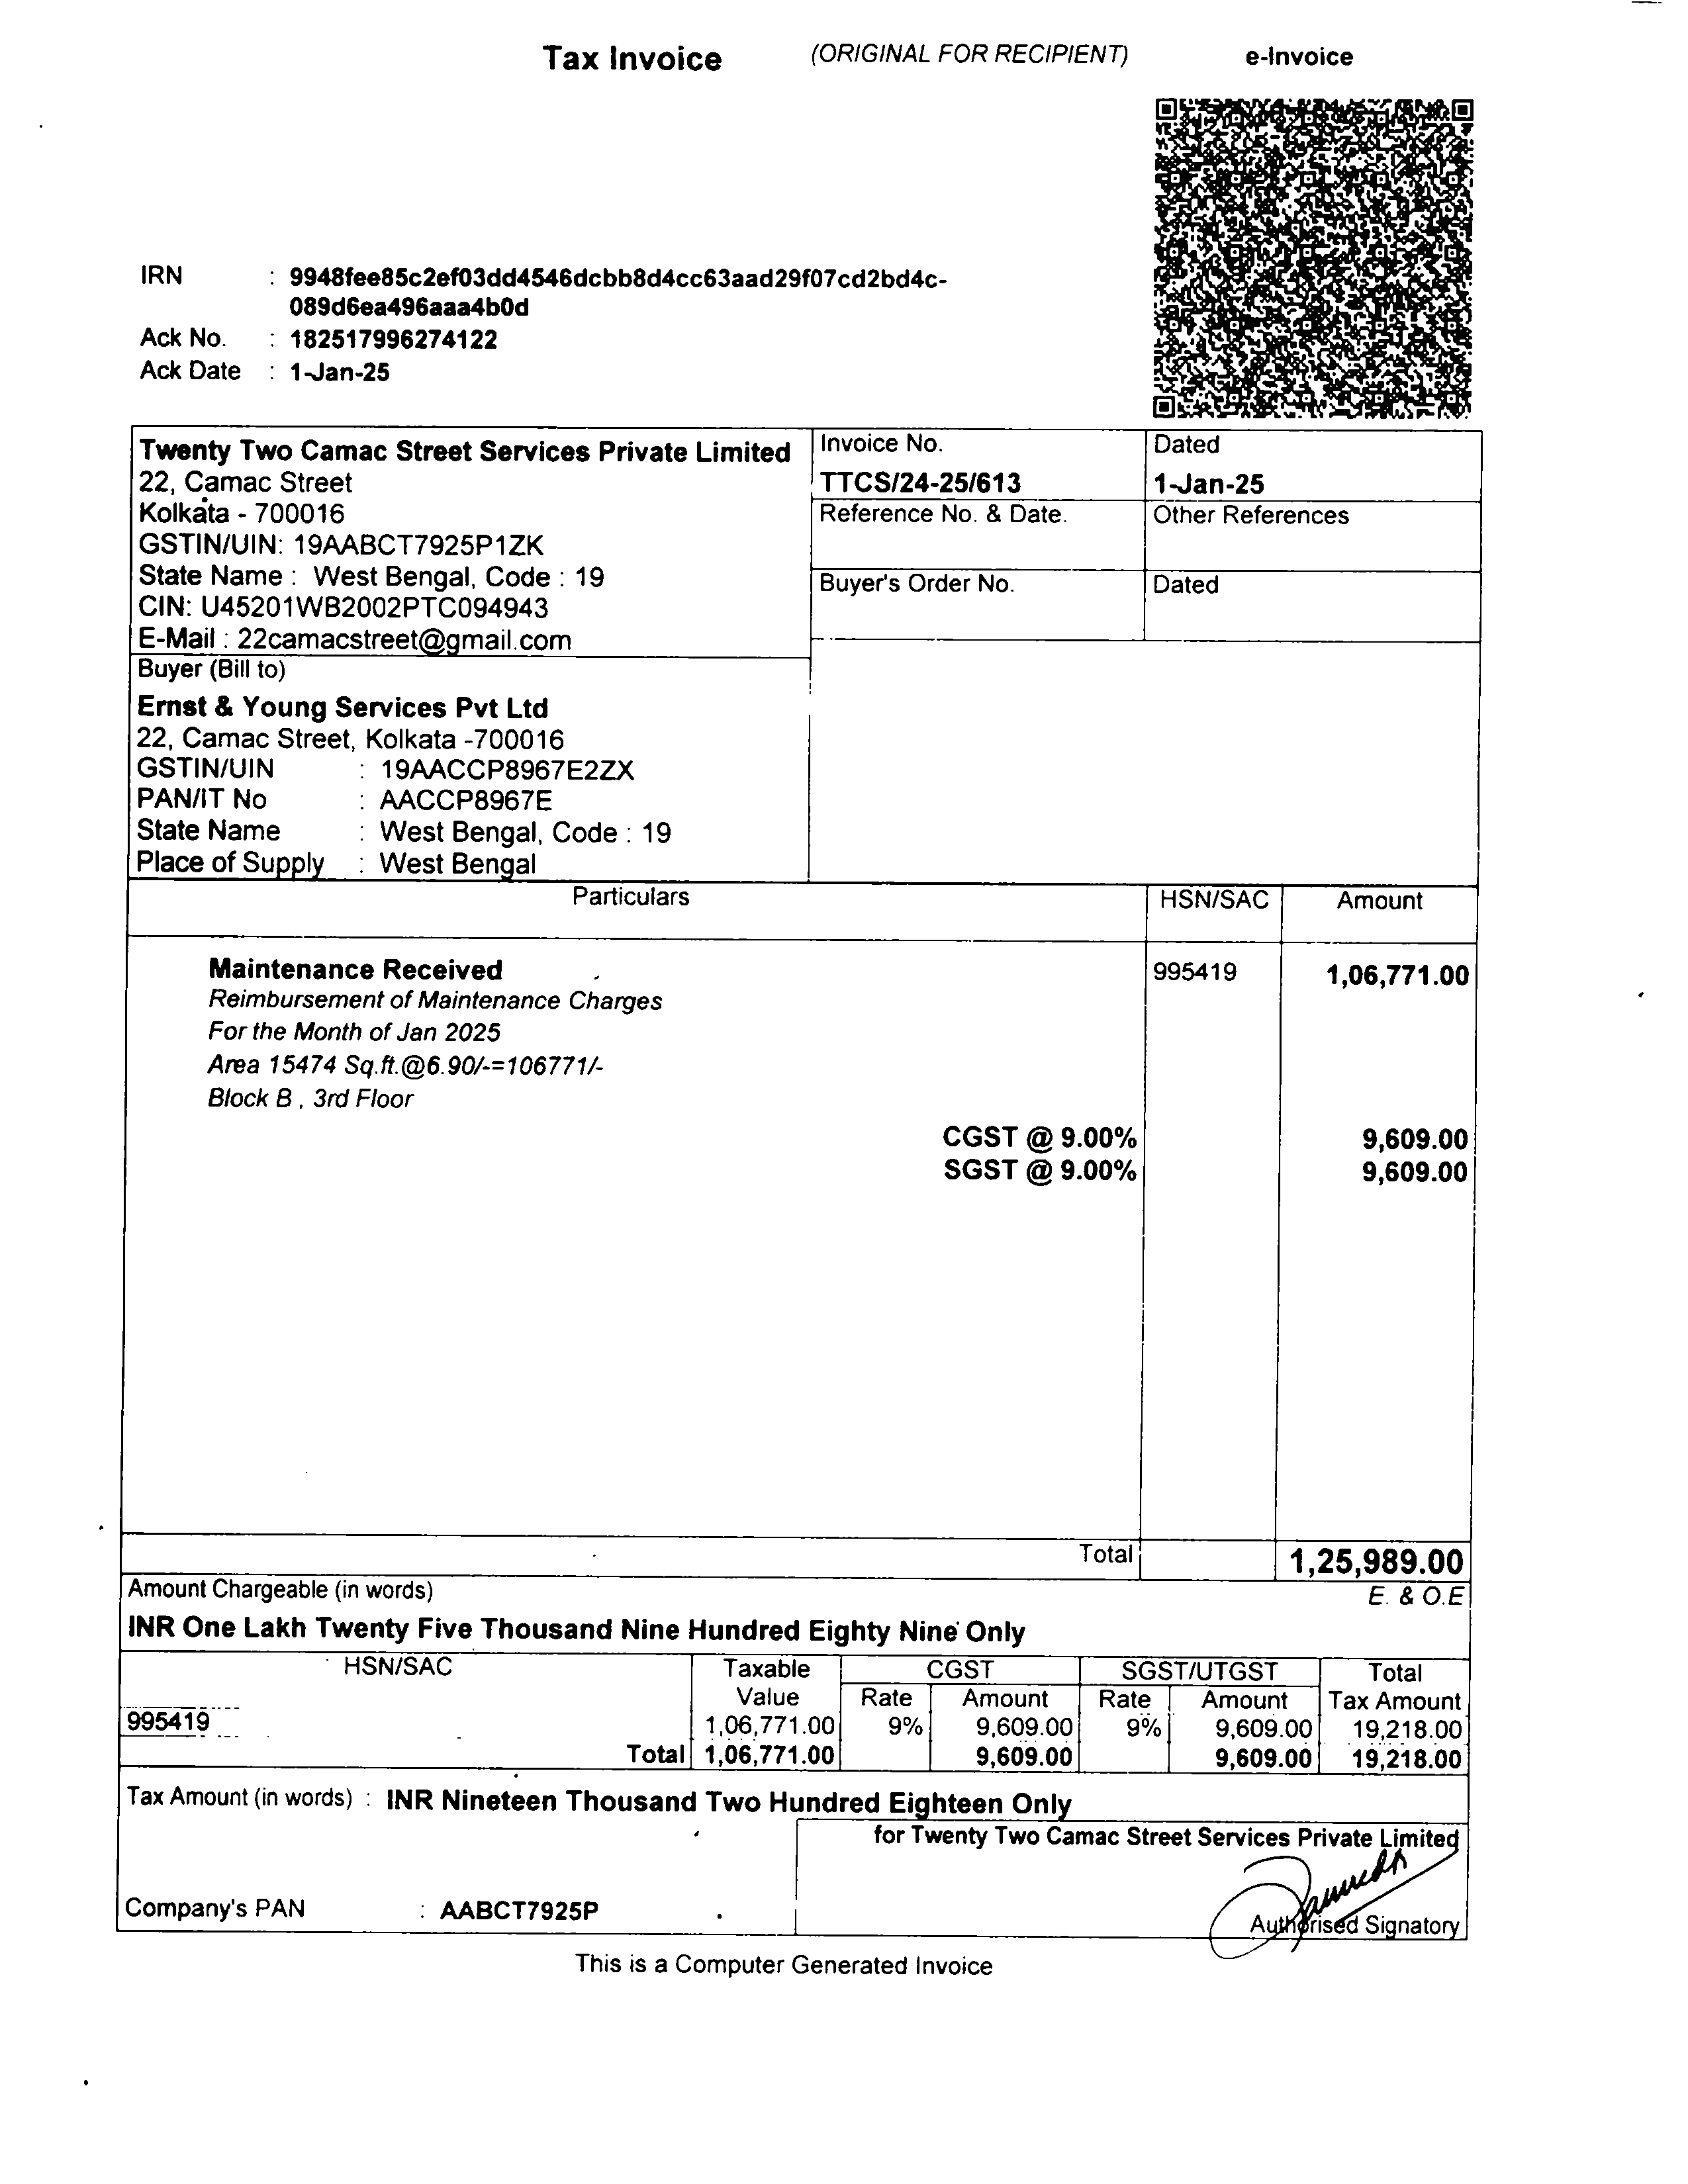 Tax Invoice (ORIGINAL FOR RECIPIENT) e-Invoice
IRN : 9948fee85c2ef03dd4546dcbb8d4cc63aad29f07cd2bd4c-
089d6ea496aaa4b0d
Ack No. : 182517996274122
Ack Date : 1-Jan-25
Twenty Two Camac Street Services Private Limited
22, Camac Street
Kolkata - 700016
GSTIN/UIN: 19AABCT7925P1ZK
State Name : West Bengal, Code : 19
CIN: U45201WB2002PTC094943
E-Mail : 22camacstreet@gmail.com
Invoice No. Dated
TTCS/24-25/613 1-Jan-25
Reference No. & Date. Other References
Buyer's Order No. Dated
Buyer (Bill to)
Ernst & Young Services Pvt Ltd
22, Camac Street, Kolkata -700016
GSTIN/UIN : 19AACCP8967E2ZX
PAN/IT No : AACCP8967E
State Name : West Bengal, Code : 19
Place of Supply : West Bengal
Particulars HSN/SAC Amount
Maintenance Received 995419 1,06,771.00
Reimbursement of Maintenance Charges
For the Month of Jan 2025
Area 15474 Sq.ft.@6.90/-=106771/-
Block B , 3rd Floor
CGST @ 9.00% 9,609.00
SGST @ 9.00% 9,609.00
Total 1,25,989.00
Amount Chargeable (in words) E. & O.E
INR One Lakh Twenty Five Thousand Nine Hundred Eighty Nine Only
HSN/SAC Taxable CGST SGST/UTGST Total
Value Rate Amount Rate Amount Tax Amount
995419 1,06,771.00 9% 9,609.00 9% 9,609.00 19,218.00
Total 1,06,771.00 9,609.00 9,609.00 19,218.00
Tax Amount (in words) : INR Nineteen Thousand Two Hundred Eighteen Only
for Twenty Two Camac Street Services Private Limited
Company's PAN : AABCT7925P
Authorised Signatory
This is a Computer Generated Invoice